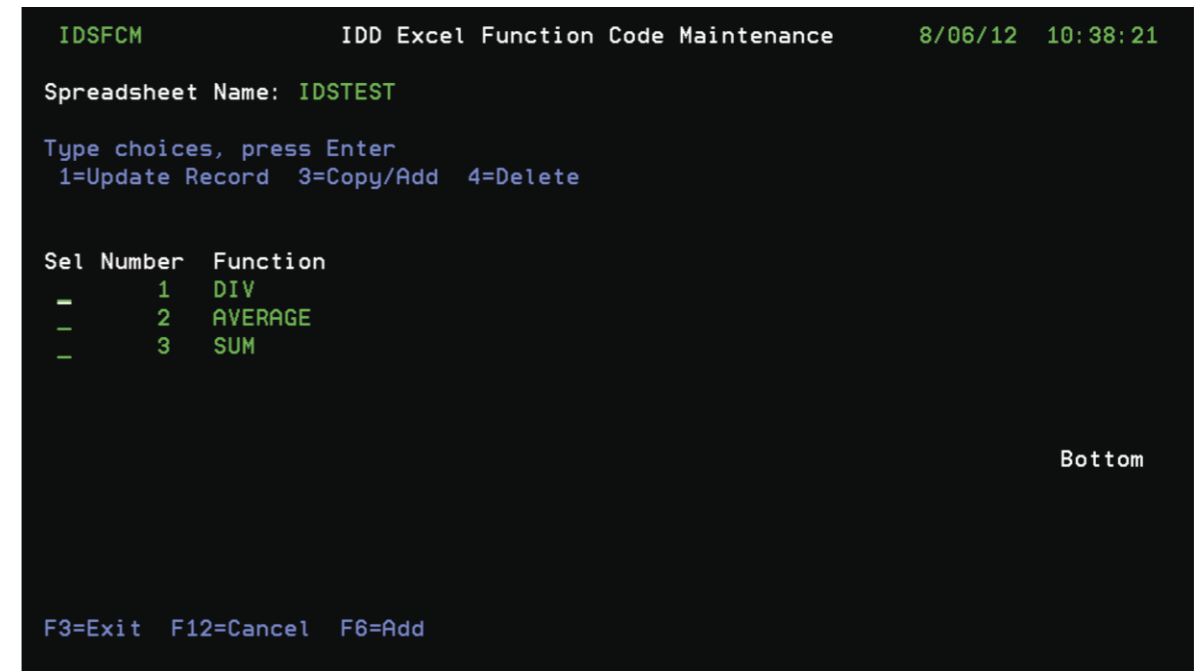 IDSFCM IDD Excel Function Code Maintenance 8/06/12 10:38:21
Spreadsheet Name: IDSTEST
Type choices, press Enter
1=Update Record 3=Copy/Add 4=Delete
Sel Number Function
_ 1 DIV
_ 2 AVERAGE
_ 3 SUM
Bottom
F3=Exit F12=Cancel F6=Add